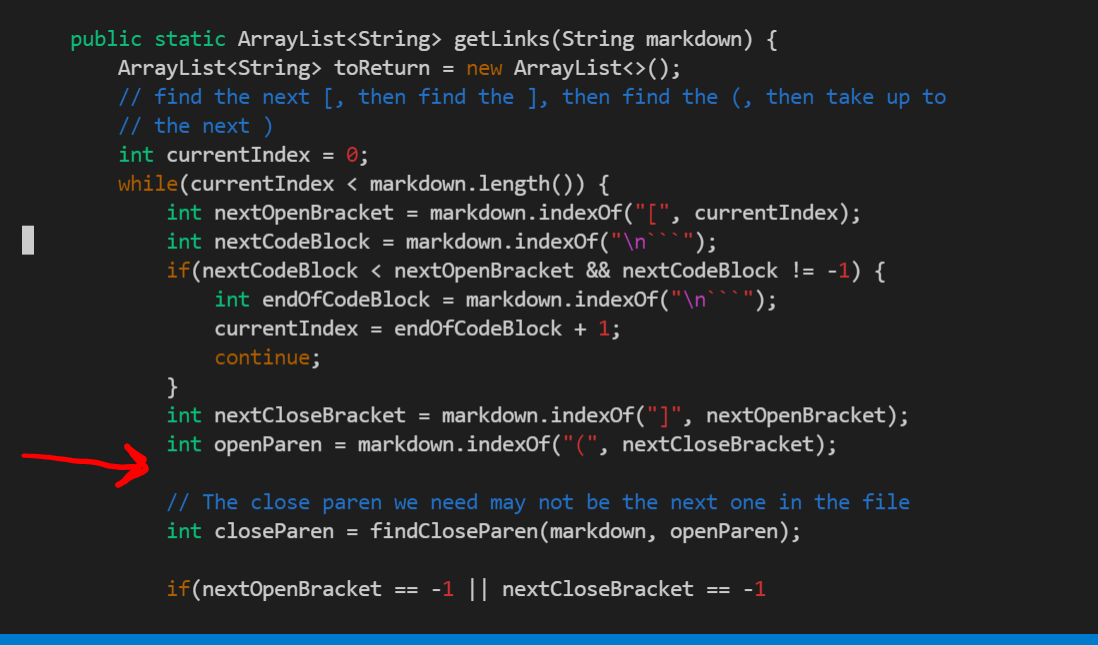 public static ArrayList<String> getLinks(String markdown) {
    ArrayList<String> toReturn = new ArrayList<>();
    // find the next [, then find the ], then find the (, then take up to
    // the next )
    int currentIndex = 0;
    while(currentIndex < markdown.length()) {
        int nextOpenBracket = markdown.indexOf("[", currentIndex);
        int nextCodeBlock = markdown.indexOf("\n```");
        if(nextCodeBlock < nextOpenBracket && nextCodeBlock != -1) {
            int endOfCodeBlock = markdown.indexOf("\n```");
            currentIndex = endOfCodeBlock + 1;
            continue;
        }
        int nextCloseBracket = markdown.indexOf("]", nextOpenBracket);
        int openParen = markdown.indexOf("(", nextCloseBracket);
        // The close paren we need may not be the next one in the file
        int closeParen = findCloseParen(markdown, openParen);
        if(nextOpenBracket == -1 || nextCloseBracket == -1